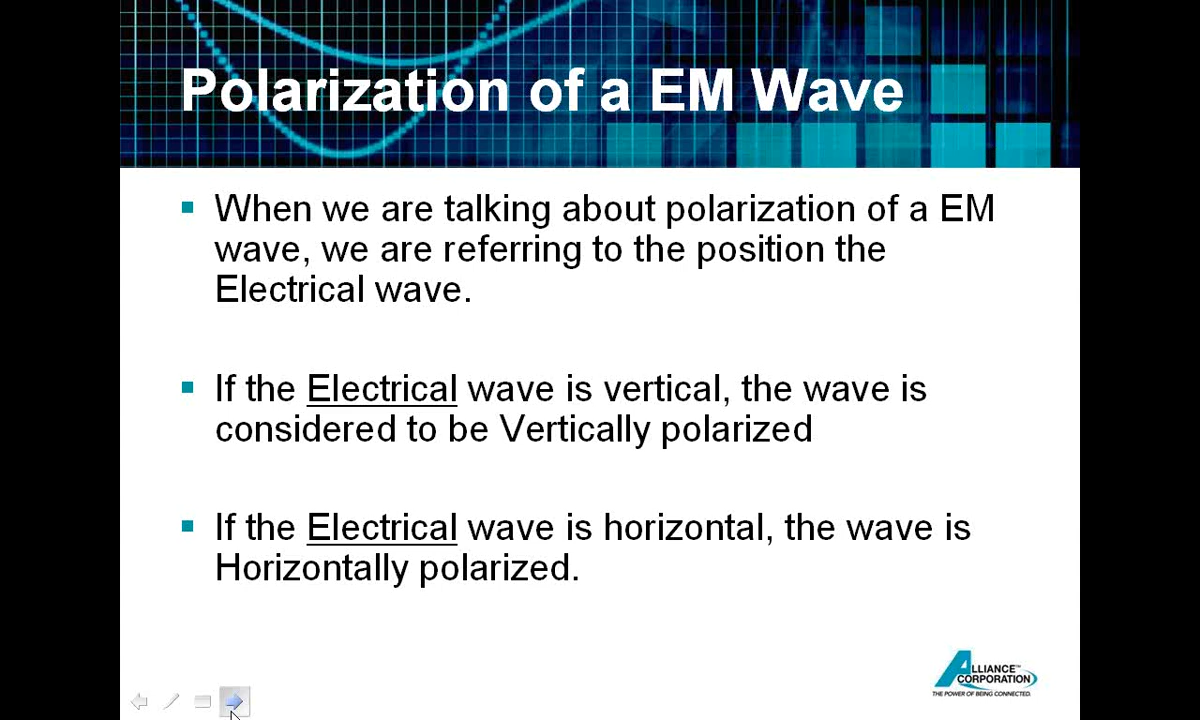 Polarization of a EM Wave
When we are talking about polarization of a EM
wave, we are referring to the position the
Electrical wave.
If the Electrical wave is vertical, the wave is
considered to be Vertically polarized
If the Electrical wave is horizontal, the wave is
Horizontally polarized.
ALLIANCE™
CORPORATION
THE POWER OF BEING CONNECTED.